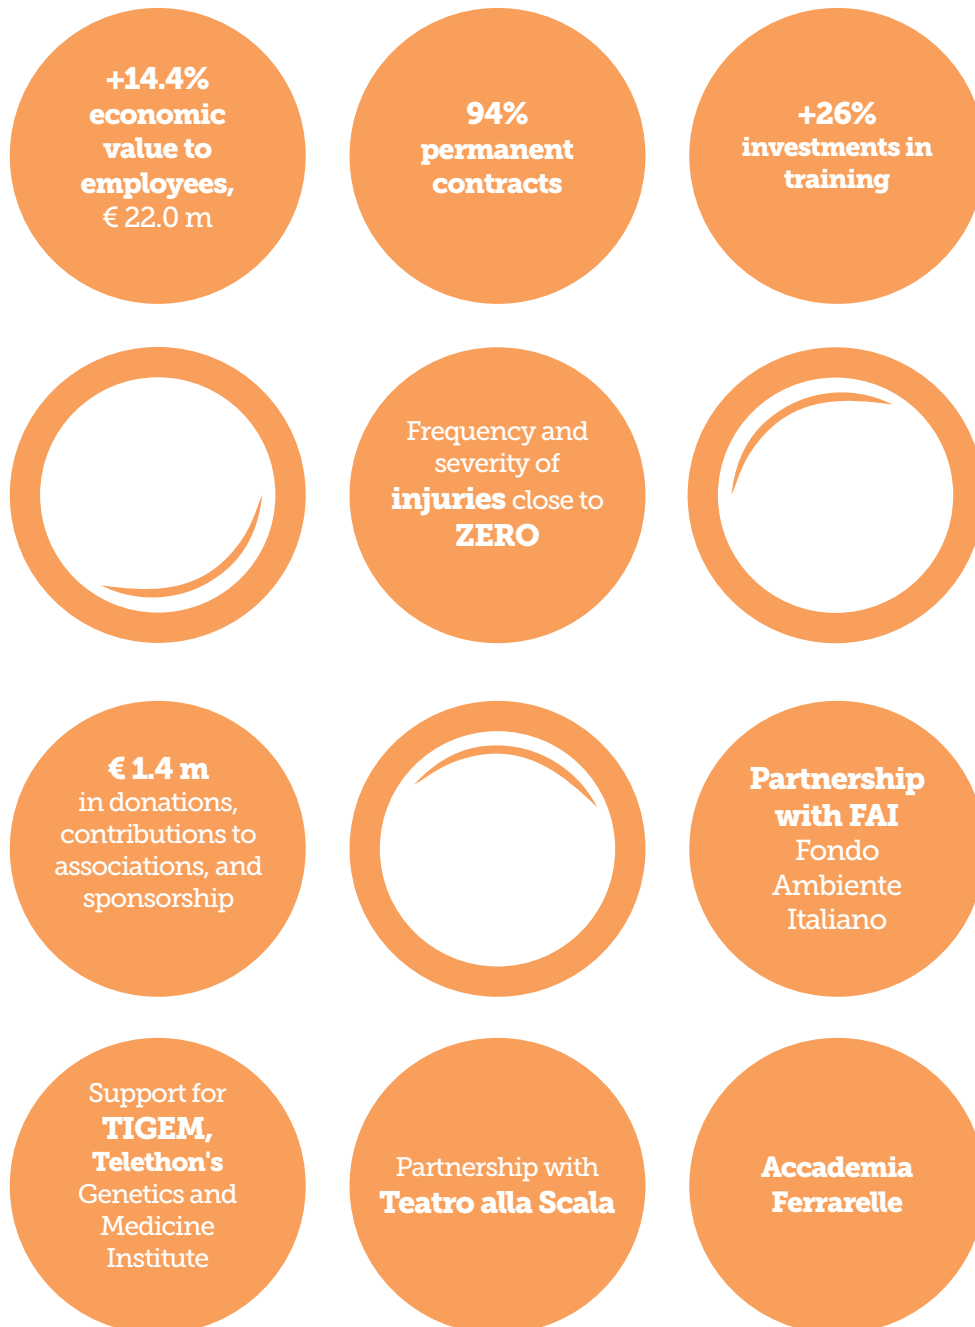 +14.4%
economic
value to
employees,
€ 22.0 m
94%
permanent
contracts
+26%
investments in
training
Frequency and
severity of
injuries close to
ZERO
€ 1.4 m
in donations,
contributions to
associations, and
sponsorship
Partnership
with FAI
Fondo
Ambiente
Italiano
Support for
TIGEM,
Telethon's
Genetics and
Medicine
Institute
Partnership with
Teatro alla Scala
Accademia
Ferrarelle